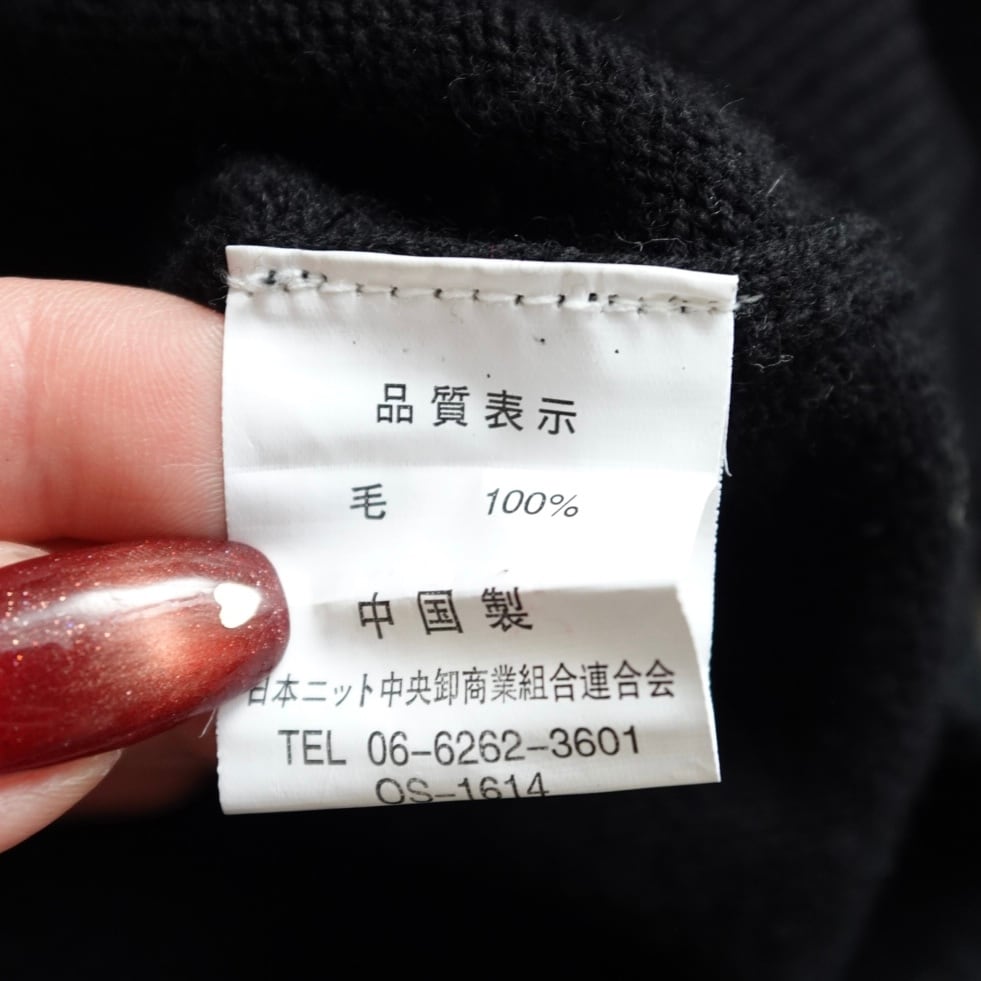 品質表示
毛 100%
中国製
日本ニット中央卸商業組合連合会
TEL 06-6262-3601
OS-1614